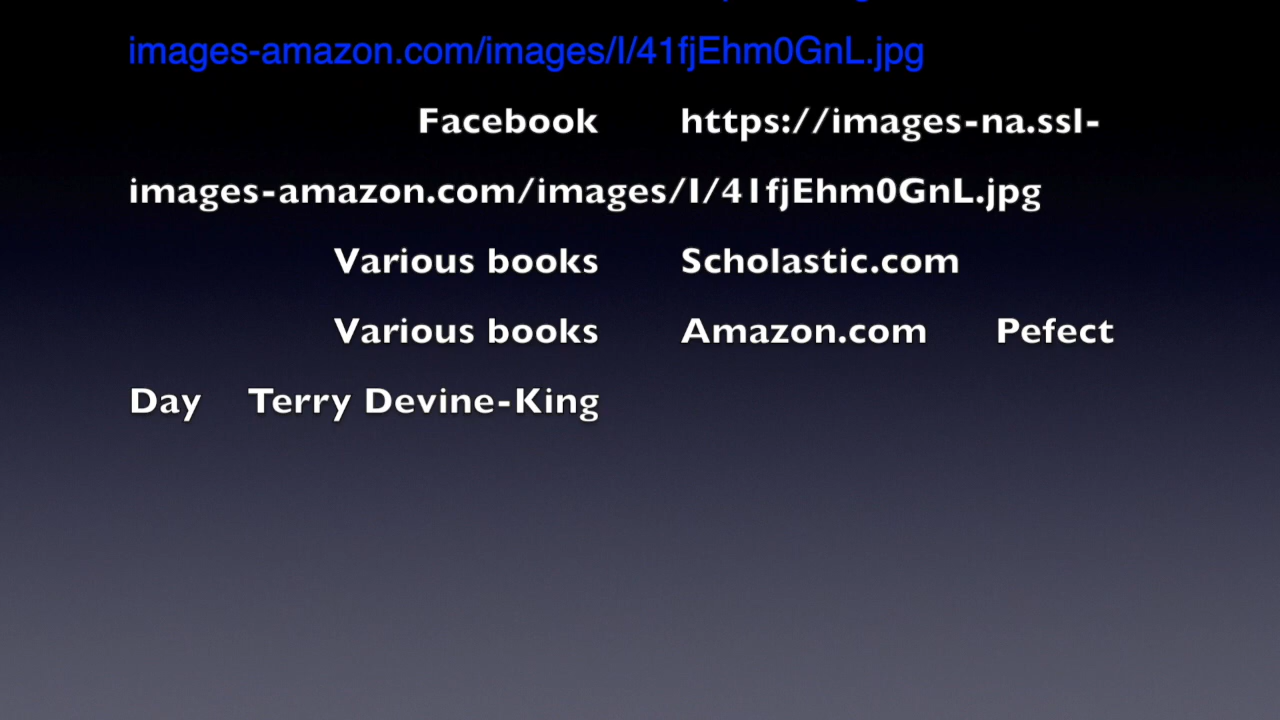 images-amazon.com/images/I/41fjEhm0GnL.jpg
Facebook https://images-na.ssl-
images-amazon.com/images/I/41fjEhm0GnL.jpg
Various books Scholastic.com
Various books Amazon.com Pefect
Day Terry Devine-King